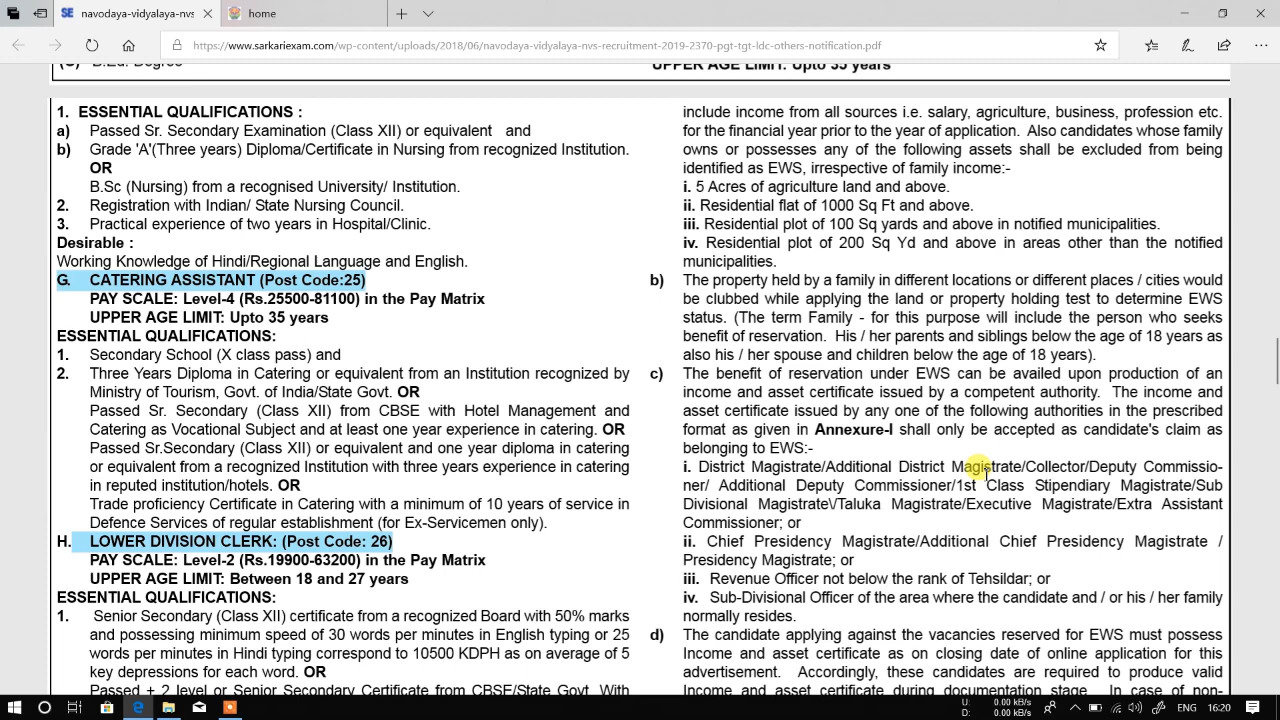 SE navodaya-vidyalaya-nvs
home
https://www.sarkariexam.com/wp-content/uploads/2018/06/navodaya-vidyalaya-nvs-recruitment-2019-2370-pgt-tgt-ldc-others-notification.pdf
UPPER AGE LIMIT: Upto 35 years
1. ESSENTIAL QUALIFICATIONS :
a) Passed Sr. Secondary Examination (Class XII) or equivalent and
b) Grade 'A'(Three years) Diploma/Certificate in Nursing from recognized Institution.
OR
B.Sc (Nursing) from a recognised University/ Institution.
2. Registration with Indian/ State Nursing Council.
3. Practical experience of two years in Hospital/Clinic.
Desirable :
Working Knowledge of Hindi/Regional Language and English.
G. CATERING ASSISTANT (Post Code:25)
PAY SCALE: Level-4 (Rs.25500-81100) in the Pay Matrix
UPPER AGE LIMIT: Upto 35 years
ESSENTIAL QUALIFICATIONS:
1. Secondary School (X class pass) and
2. Three Years Diploma in Catering or equivalent from an Institution recognized by
Ministry of Tourism, Govt. of India/State Govt. OR
Passed Sr. Secondary (Class XII) from CBSE with Hotel Management and
Catering as Vocational Subject and at least one year experience in catering. OR
Passed Sr.Secondary (Class XII) or equivalent and one year diploma in catering
or equivalent from a recognized Institution with three years experience in catering
in reputed institution/hotels. OR
Trade proficiency Certificate in Catering with a minimum of 10 years of service in
Defence Services of regular establishment (for Ex-Servicemen only).
H. LOWER DIVISION CLERK: (Post Code: 26)
PAY SCALE: Level-2 (Rs.19900-63200) in the Pay Matrix
UPPER AGE LIMIT: Between 18 and 27 years
ESSENTIAL QUALIFICATIONS:
1. Senior Secondary (Class XII) certificate from a recognized Board with 50% marks
and possessing minimum speed of 30 words per minutes in English typing or 25
words per minutes in Hindi typing correspond to 10500 KDPH as on average of 5
key depressions for each word. OR
Passed + 2 level or Senior Secondary Certificate from CBSE/State Govt. With
include income from all sources i.e. salary, agriculture, business, profession etc.
for the financial year prior to the year of application. Also candidates whose family
owns or possesses any of the following assets shall be excluded from being
identified as EWS, irrespective of family income:-
i. 5 Acres of agriculture land and above.
ii. Residential flat of 1000 Sq Ft and above.
iii. Residential plot of 100 Sq yards and above in notified municipalities.
iv. Residential plot of 200 Sq Yd and above in areas other than the notified
municipalities.
b) The property held by a family in different locations or different places / cities would
be clubbed while applying the land or property holding test to determine EWS
status. (The term Family - for this purpose will include the person who seeks
benefit of reservation. His / her parents and siblings below the age of 18 years as
also his / her spouse and children below the age of 18 years).
c) The benefit of reservation under EWS can be availed upon production of an
income and asset certificate issued by a competent authority. The income and
asset certificate issued by any one of the following authorities in the prescribed
format as given in Annexure-I shall only be accepted as candidate's claim as
belonging to EWS:-
i. District Magistrate/Additional District Magistrate/Collector/Deputy Commissio-
ner/ Additional Deputy Commissioner/1st Class Stipendiary Magistrate/Sub
Divisional Magistrate\/Taluka Magistrate/Executive Magistrate/Extra Assistant
Commissioner; or
ii. Chief Presidency Magistrate/Additional Chief Presidency Magistrate /
Presidency Magistrate; or
iii. Revenue Officer not below the rank of Tehsildar; or
iv. Sub-Divisional Officer of the area where the candidate and / or his / her family
normally resides.
d) The candidate applying against the vacancies reserved for EWS must possess
Income and asset certificate as on closing date of online application for this
advertisement. Accordingly, these candidates are required to produce valid
Income and asset certificate during documentation stage. In case of non-
U: 0.00 kB/s
D: 0.00 kB/s
ENG 16:20